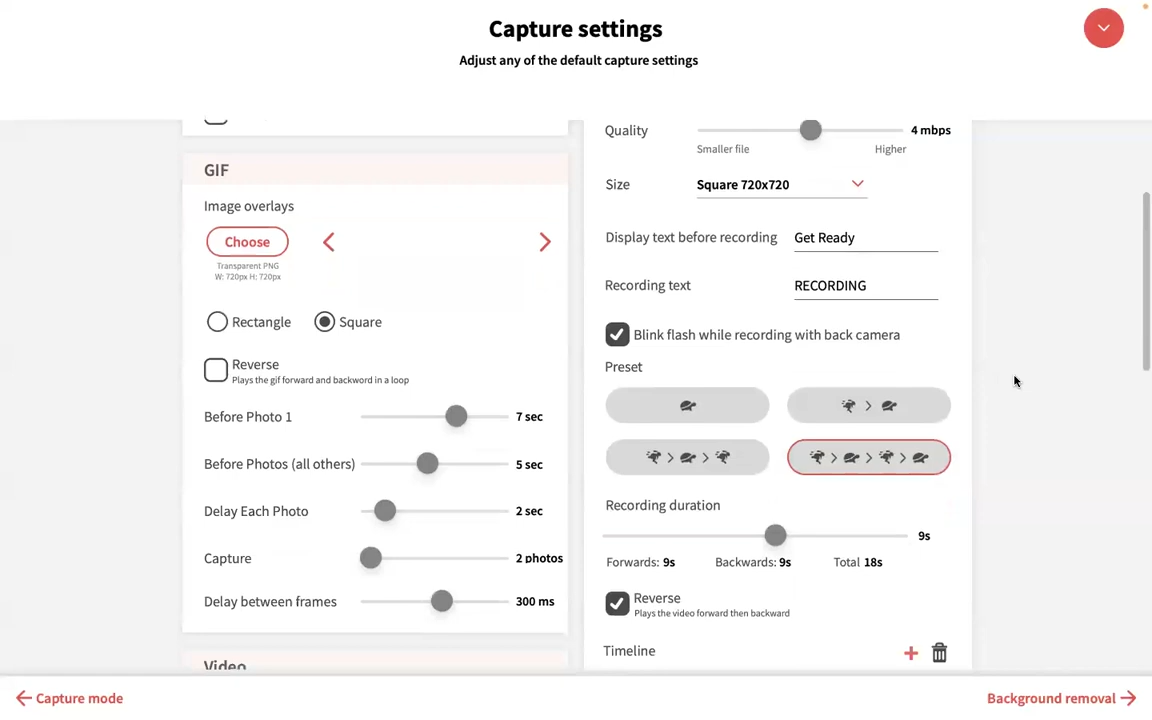 Capture settings
Adjust any of the default capture settings
GIF
Image overlays
Choose
Transparent PNG
W: 720px H: 720px
Rectangle
Square
Reverse
Plays the gif forward and backword in a loop
Before Photo 1
7 sec
Before Photos (all others)
5 sec
Delay Each Photo
2 sec
Capture
2 photos
Delay between frames
300 ms
Video
Quality
4 mbps
Smaller file
Higher
Size
Square 720x720
Display text before recording
Get Ready
Recording text
RECORDING
Blink flash while recording with back camera
Preset
Recording duration
9s
Forwards: 9s
Backwards: 9s
Total 18s
Reverse
Plays the video forward then backward
Timeline
Capture mode
Background removal